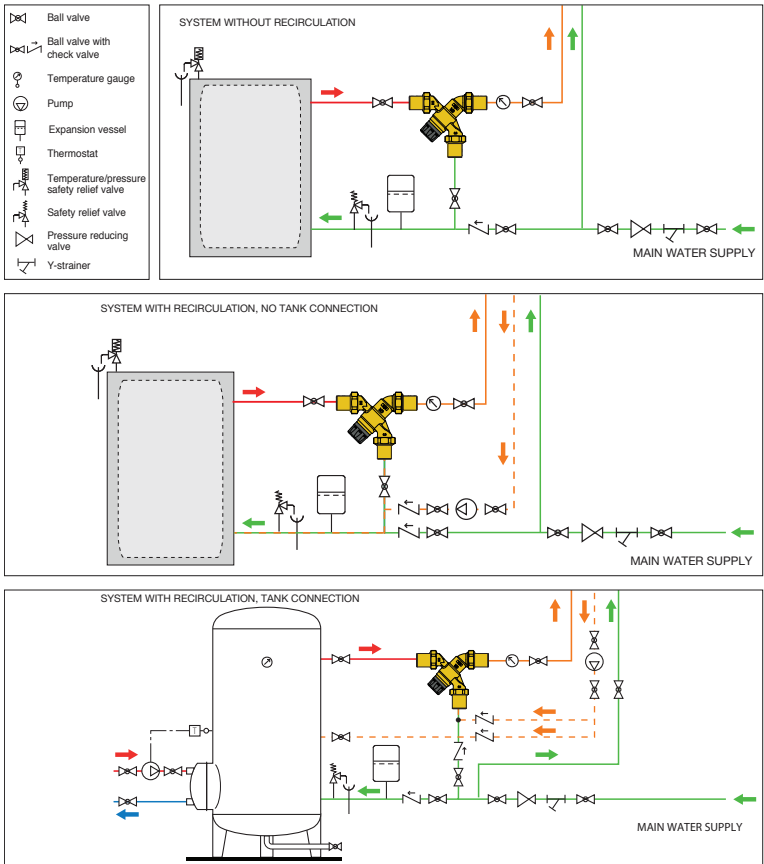 Ball valve
Ball valve with
check valve
Temperature gauge
Pump
Expansion vessel
T
Thermostat
Temperature/pressure
safety relief valve
Safety relief valve
Pressure reducing
valve
Y-strainer
SYSTEM WITHOUT RECIRCULATION
MAIN WATER SUPPLY
SYSTEM WITH RECIRCULATION, NO TANK CONNECTION
MAIN WATER SUPPLY
SYSTEM WITH RECIRCULATION, TANK CONNECTION
T
MAIN WATER SUPPLY